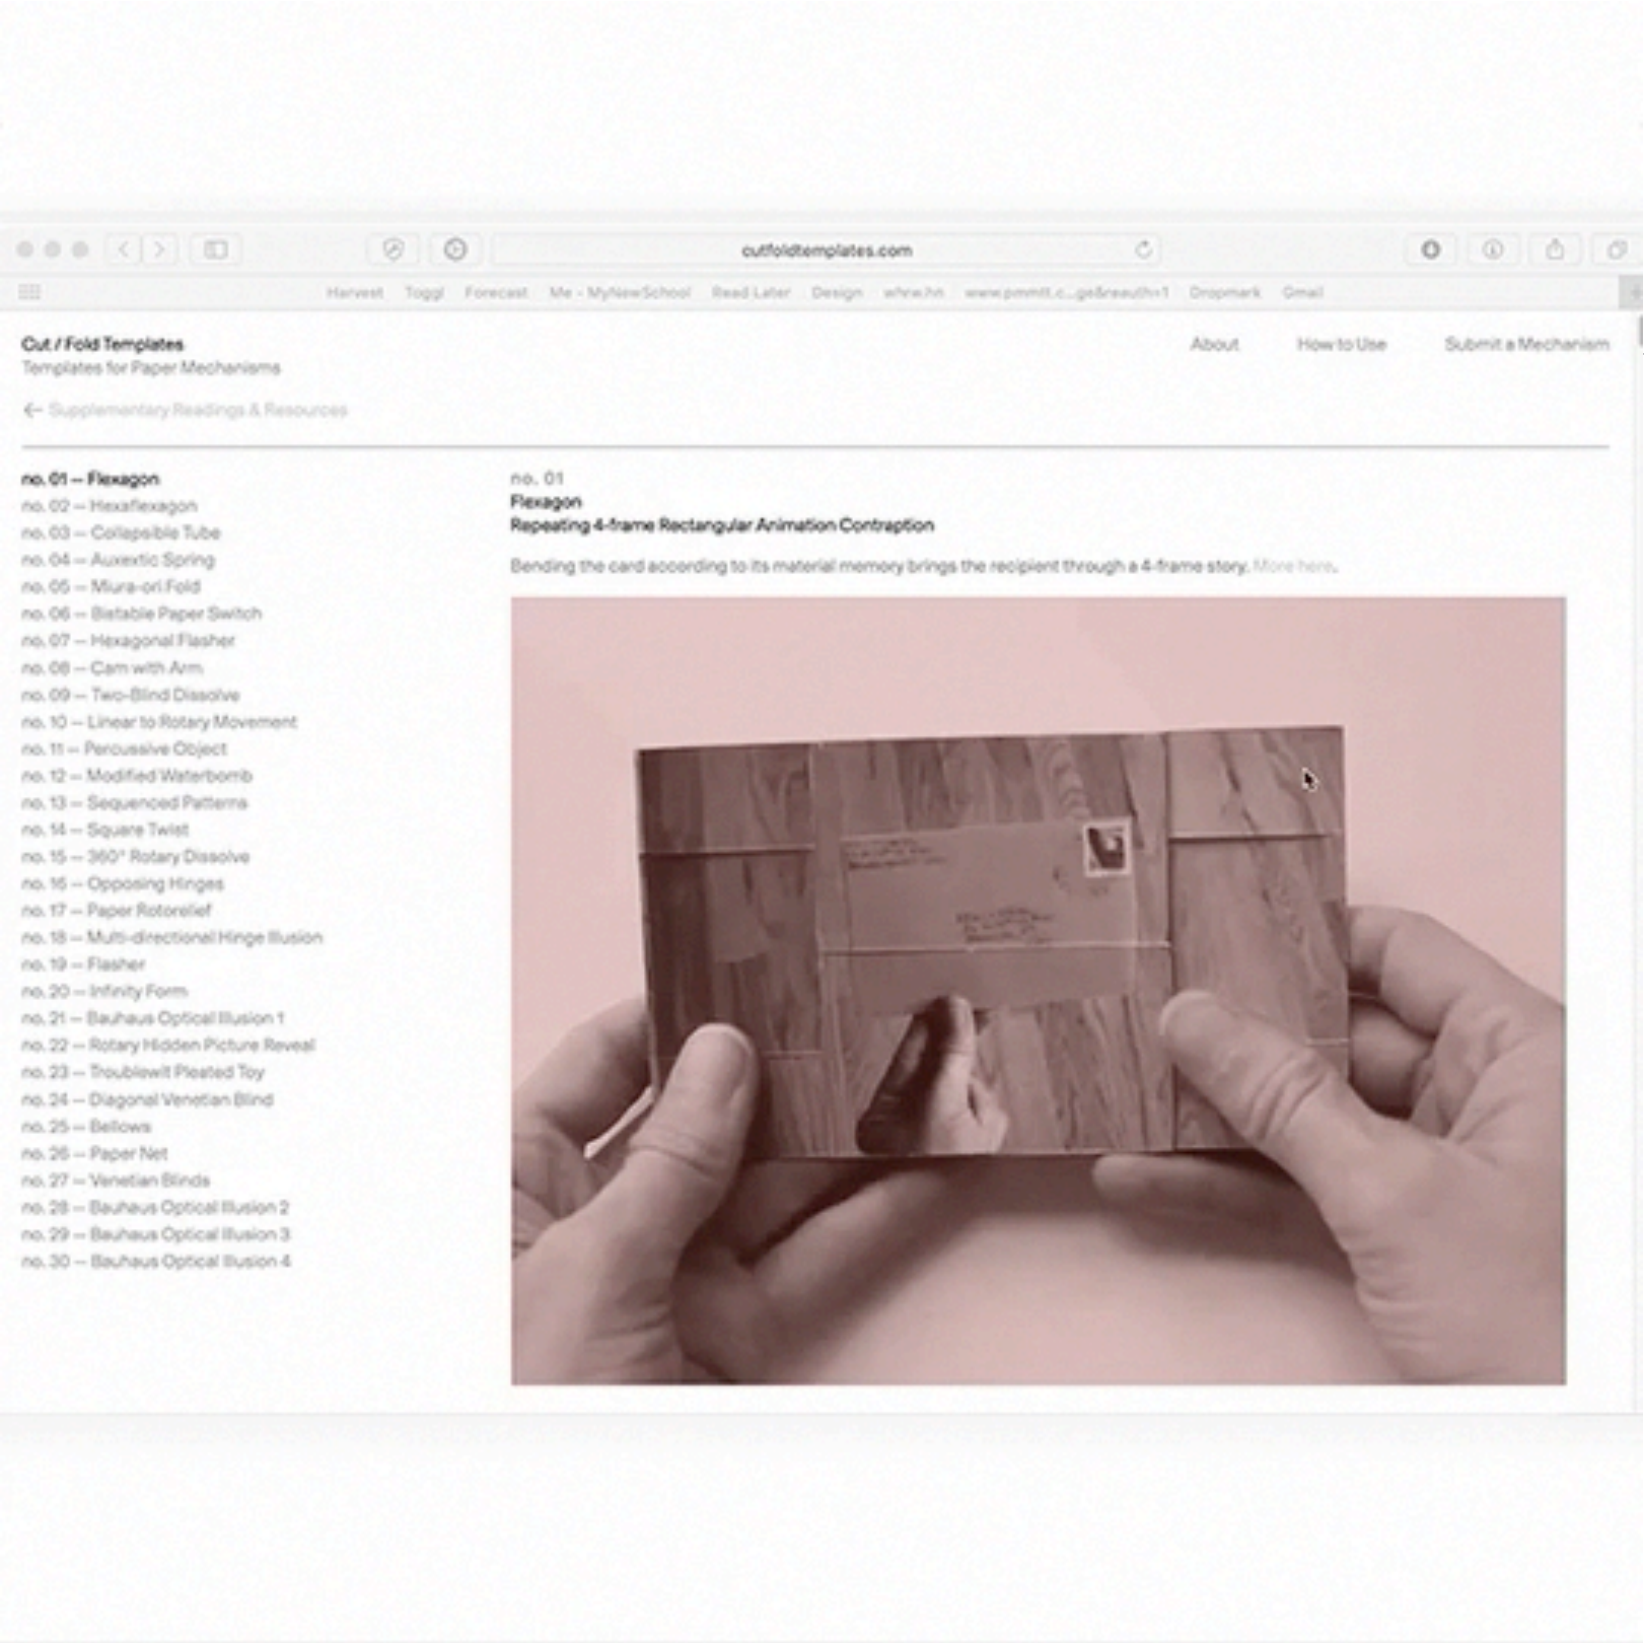 cutfoldtemplates.com
Harvest Toggl Forecast Me - MyNewSchool Read Later Design whrw.hn www.pmmtt.c...ge&reauth=1 Dropmark Gmail
Cut / Fold Templates
Templates for Paper Mechanisms
About How to Use Submit a Mechanism
← Supplementary Readings & Resources
no. 01 — Flexagon
no. 02 — Hexaflexagon
no. 03 — Collapsible Tube
no. 04 — Auxextic Spring
no. 05 — Miura-ori Fold
no. 06 — Bistable Paper Switch
no. 07 — Hexagonal Flasher
no. 08 — Cam with Arm
no. 09 — Two-Blind Dissolve
no. 10 — Linear to Rotary Movement
no. 11 — Percussive Object
no. 12 — Modified Waterbomb
no. 13 — Sequenced Patterns
no. 14 — Square Twist
no. 15 — 360° Rotary Dissolve
no. 16 — Opposing Hinges
no. 17 — Paper Rotorelief
no. 18 — Multi-directional Hinge Illusion
no. 19 — Flasher
no. 20 — Infinity Form
no. 21 — Bauhaus Optical Illusion 1
no. 22 — Rotary Hidden Picture Reveal
no. 23 — Troublewit Pleated Toy
no. 24 — Diagonal Venetian Blind
no. 25 — Bellows
no. 26 — Paper Net
no. 27 — Venetian Blinds
no. 28 — Bauhaus Optical Illusion 2
no. 29 — Bauhaus Optical Illusion 3
no. 30 — Bauhaus Optical Illusion 4
no. 01
Flexagon
Repeating 4-frame Rectangular Animation Contraption
Bending the card according to its material memory brings the recipient through a 4-frame story. More here.